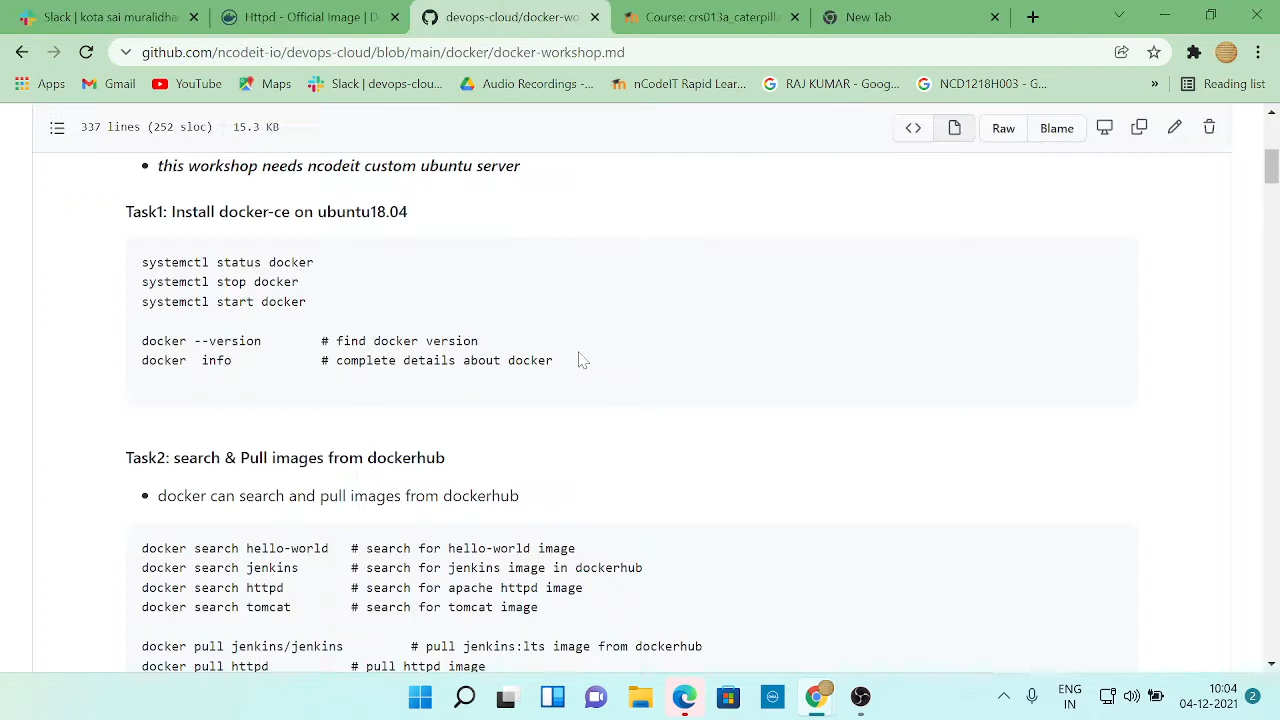 Slack | kota sai muralidha
Httpd - Official Image | D
devops-cloud/docker-wo
Course: crs013a_caterpilla
New Tab
github.com/ncodeit-io/devops-cloud/blob/main/docker/docker-workshop.md
Apps
Gmail
YouTube
Maps
Slack | devops-clou...
Audio Recordings -...
nCodeIT Rapid Lear...
RAJ KUMAR - Goog...
NCD1218H003 - G...
»
Reading list
337 lines (252 sloc)
15.3 KB
<>
Raw
Blame
• this workshop needs ncodeit custom ubuntu server
Task1: Install docker-ce on ubuntu18.04
systemctl status docker
systemctl stop docker
systemctl start docker
docker --version # find docker version
docker info # complete details about docker
Task2: search & Pull images from dockerhub
• docker can search and pull images from dockerhub
docker search hello-world # search for hello-world image
docker search jenkins # search for jenkins image in dockerhub
docker search httpd # search for apache httpd image
docker search tomcat # search for tomcat image
docker pull jenkins/jenkins # pull jenkins:lts image from dockerhub
docker pull httpd # pull httpd image
DELL
ENG
IN
10:04
04-12-2021
2